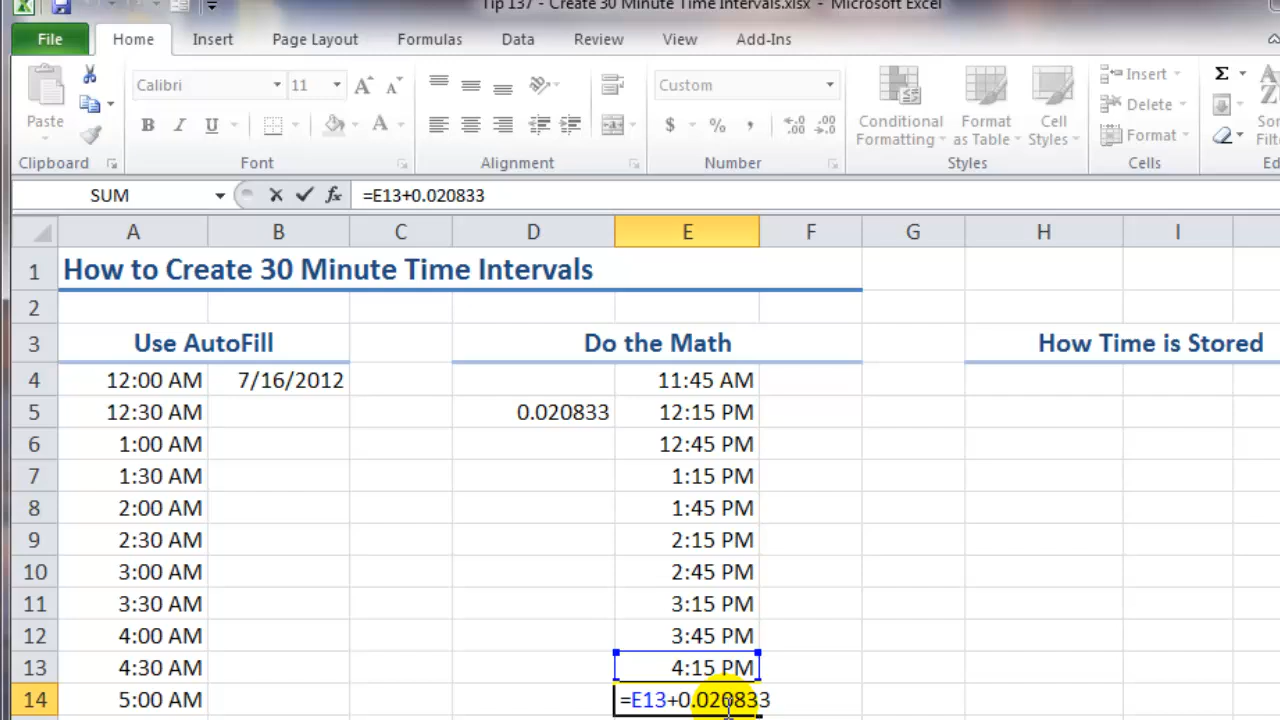 Tip 137 - Create 30 Minute Time Intervals.xlsx - Microsoft Excel
File Home Insert Page Layout Formulas Data Review View Add-Ins
Calibri 11 Custom Insert Σ
Paste B I U $ % , Conditional Formatting Format as Table Cell Styles Delete Format
Clipboard Font Alignment Number Styles Cells
SUM fx =E13+0.020833
A B C D E F G H I
1 How to Create 30 Minute Time Intervals
2
3 Use AutoFill Do the Math How Time is Stored
4 12:00 AM 7/16/2012 11:45 AM
5 12:30 AM 0.020833 12:15 PM
6 1:00 AM 12:45 PM
7 1:30 AM 1:15 PM
8 2:00 AM 1:45 PM
9 2:30 AM 2:15 PM
10 3:00 AM 2:45 PM
11 3:30 AM 3:15 PM
12 4:00 AM 3:45 PM
13 4:30 AM 4:15 PM
14 5:00 AM =E13+0.020833